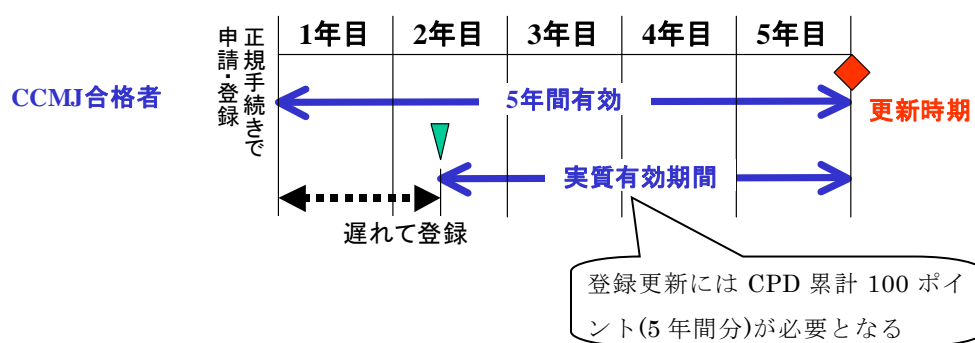 正規手続きで
申請・登録
1年目
2年目
3年目
4年目
5年目
CCMJ合格者
5年間有効
更新時期
実質有効期間
遅れて登録
登録更新には CPD 累計 100 ポイ
ント(5 年間分)が必要となる